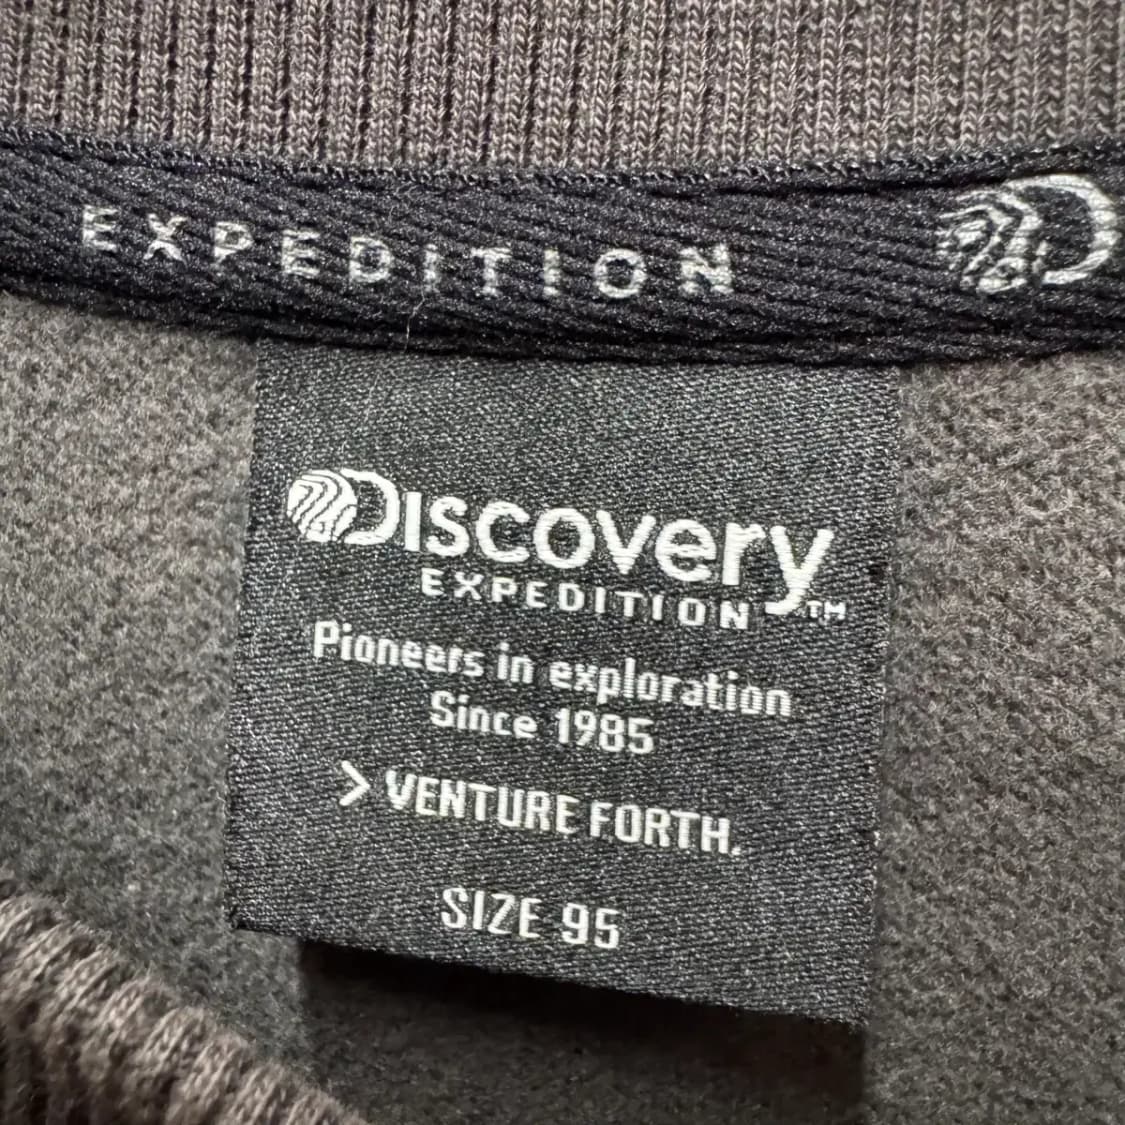 EXPEDITION
Discovery
EXPEDITION™
Pioneers in exploration
Since 1985
> VENTURE FORTH.
SIZE 95